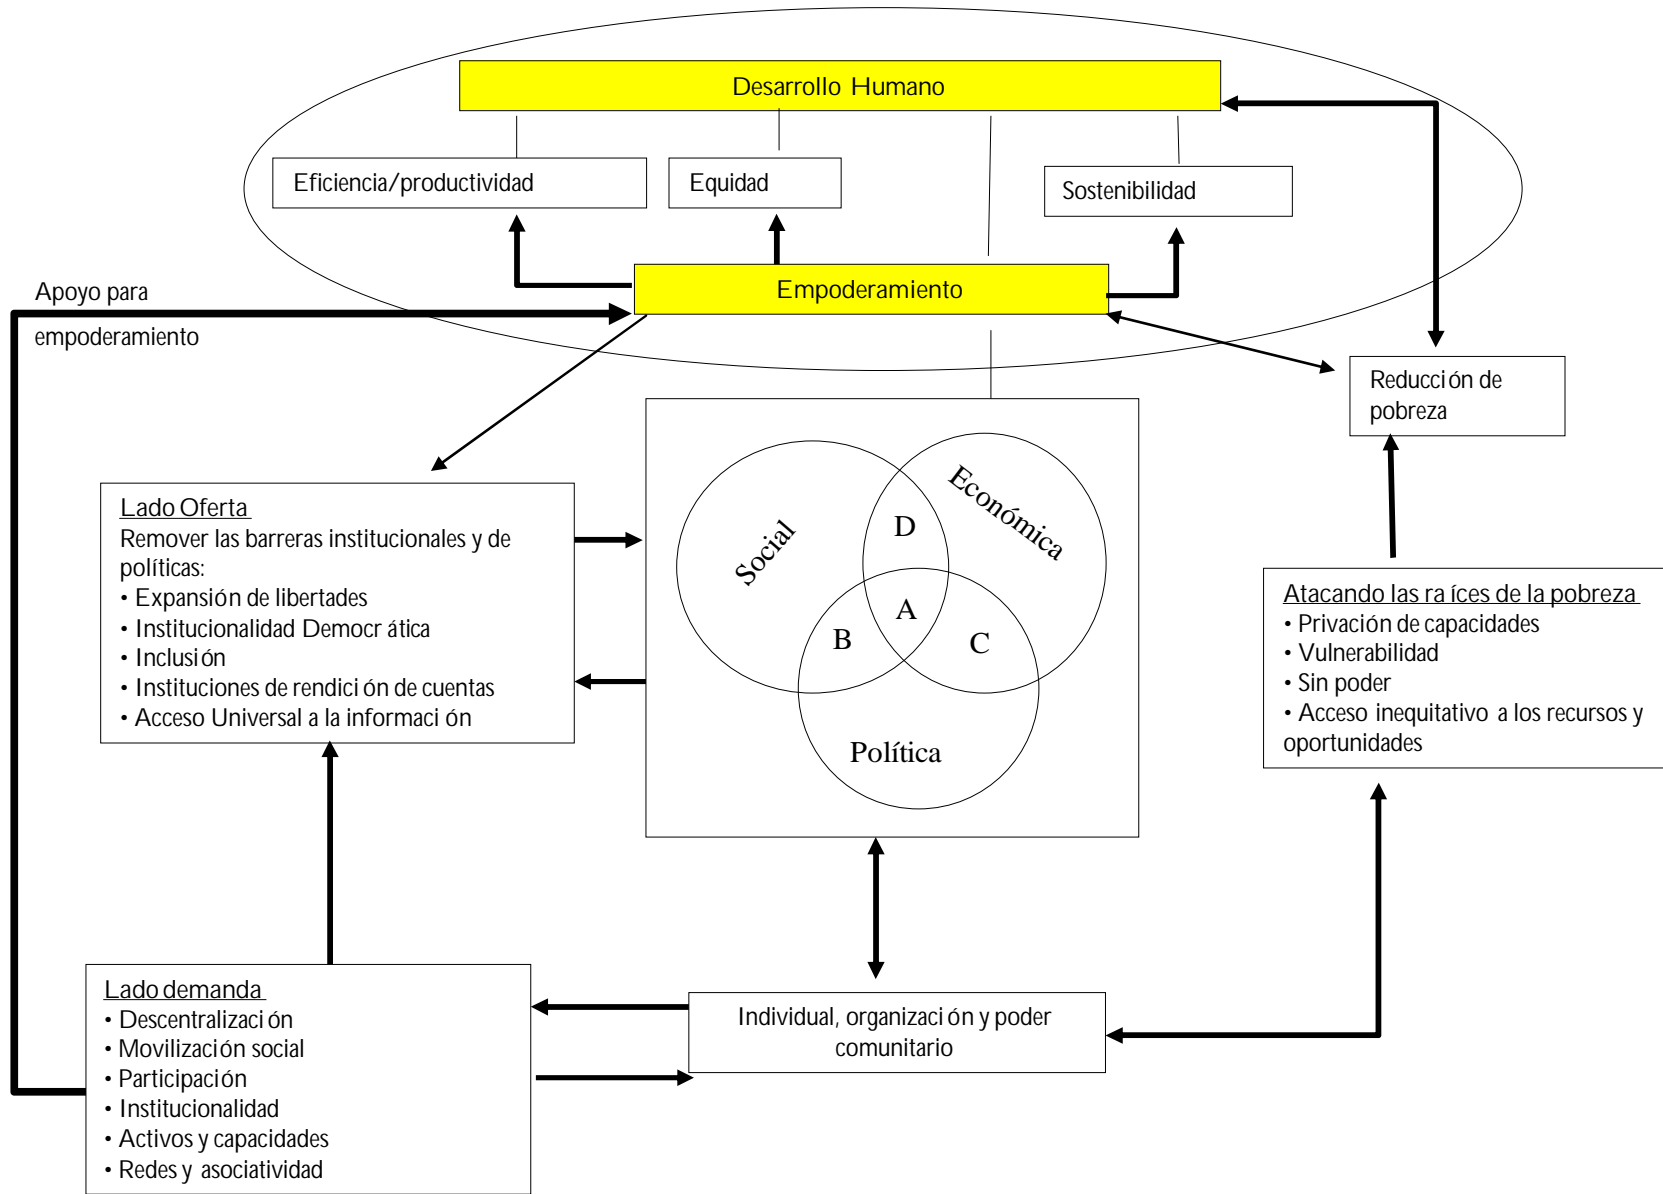 Desarrollo Humano
Eficiencia/productividad
Equidad
Sostenibilidad
Apoyo para
empoderamiento
Empoderamiento
Reducción de
pobreza
Lado Oferta
Remover las barreras institucionales y de
políticas:
• Expansión de libertades
• Institucionalidad Democrática
• Inclusión
• Instituciones de rendición de cuentas
• Acceso Universal a la información
Social
Económica
D
A
B
C
Política
Atacando las raíces de la pobreza
• Privación de capacidades
• Vulnerabilidad
• Sin poder
• Acceso inequitativo a los recursos y
oportunidades
Lado demanda
• Descentralización
• Movilización social
• Participación
• Institucionalidad
• Activos y capacidades
• Redes y asociatividad
Individual, organización y poder
comunitario